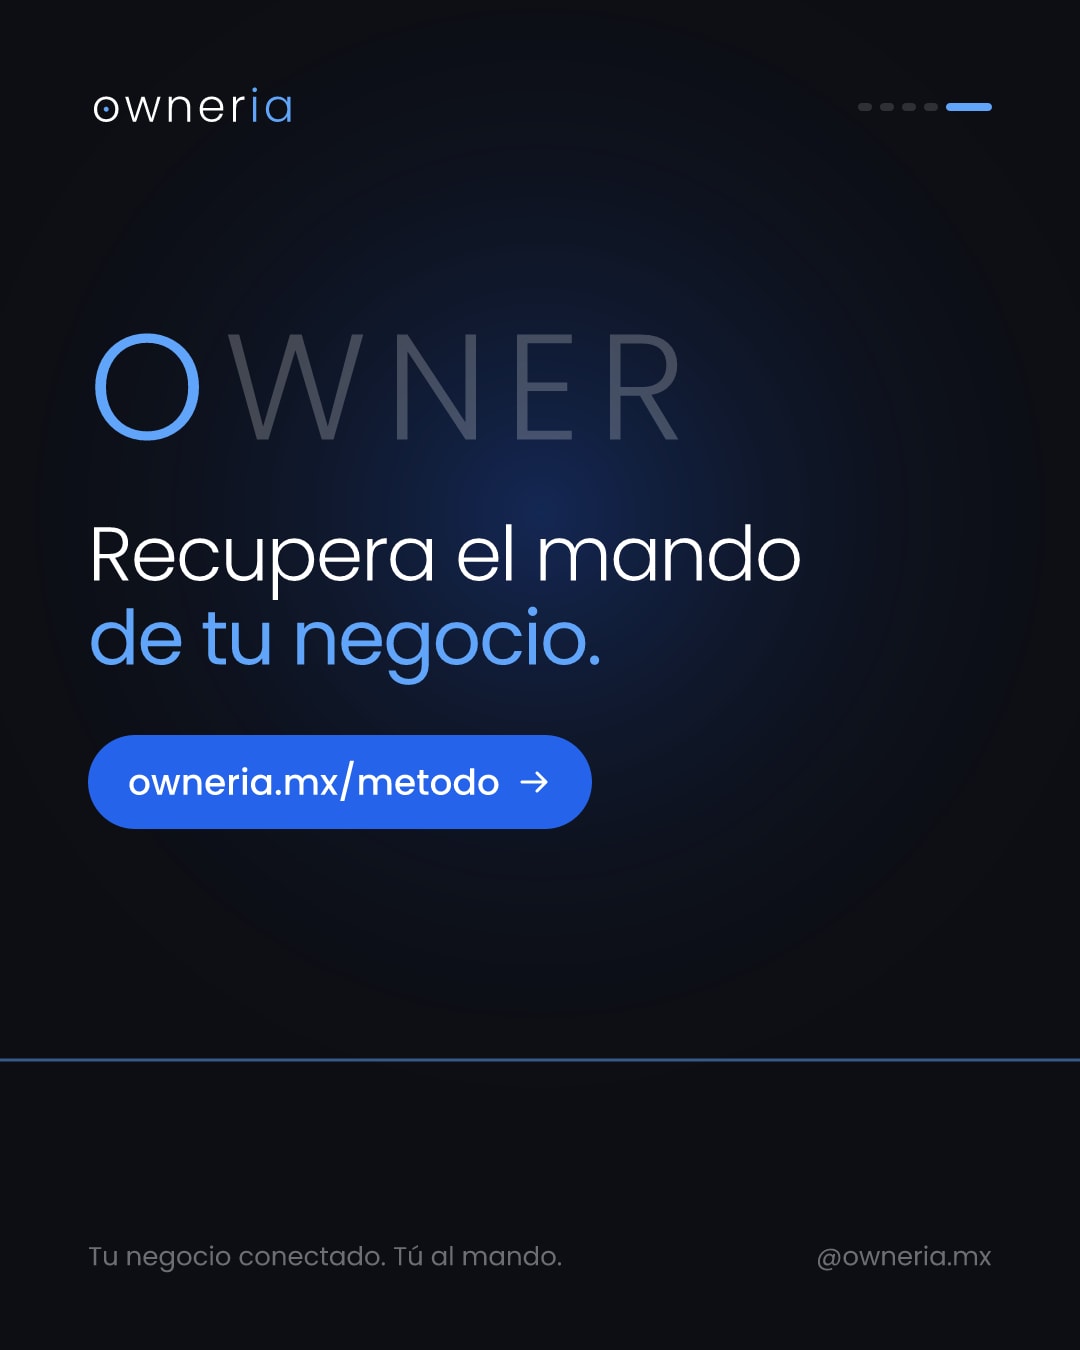 owneria
OWNER
Recupera el mando
de tu negocio.
owneria.mx/metodo →
Tu negocio conectado. Tú al mando.
@owneria.mx